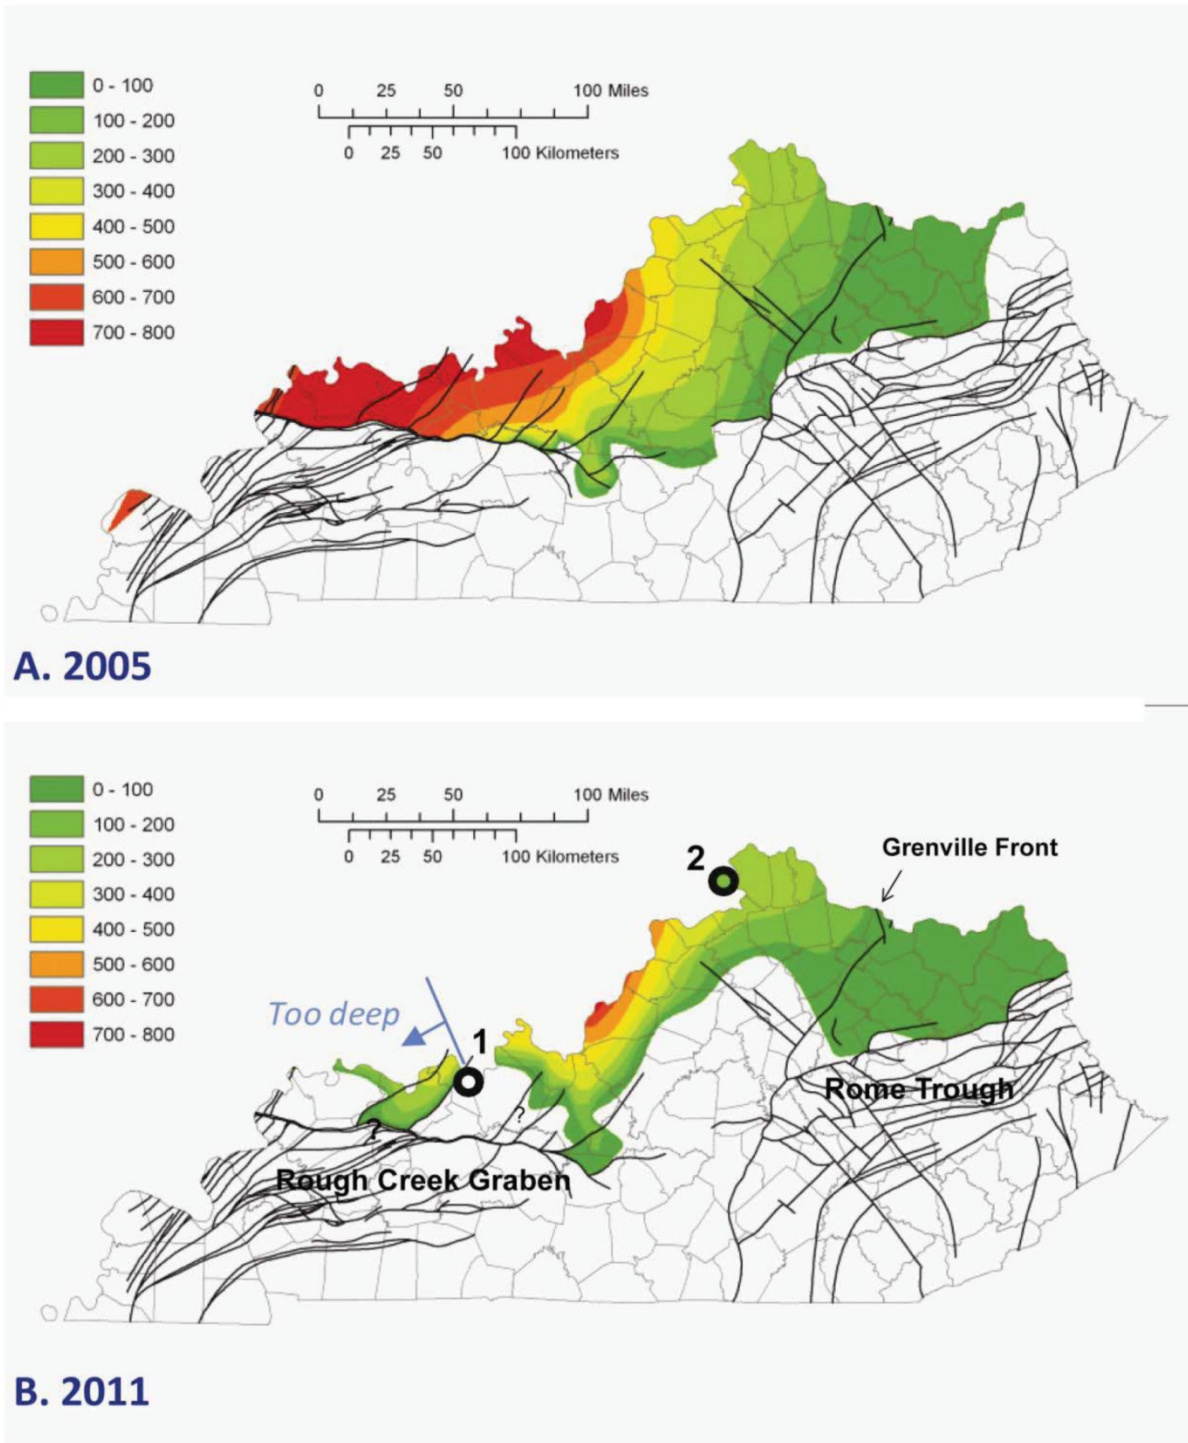 0 - 100
100 - 200
200 - 300
300 - 400
400 - 500
500 - 600
600 - 700
700 - 800
0 25 50 100 Miles
0 25 50 100 Kilometers
A. 2005
0 - 100
100 - 200
200 - 300
300 - 400
400 - 500
500 - 600
600 - 700
700 - 800
0 25 50 100 Miles
0 25 50 100 Kilometers
2
Grenville Front
Too deep
1
Rome Trough
?
?
Rough Creek Graben
B. 2011